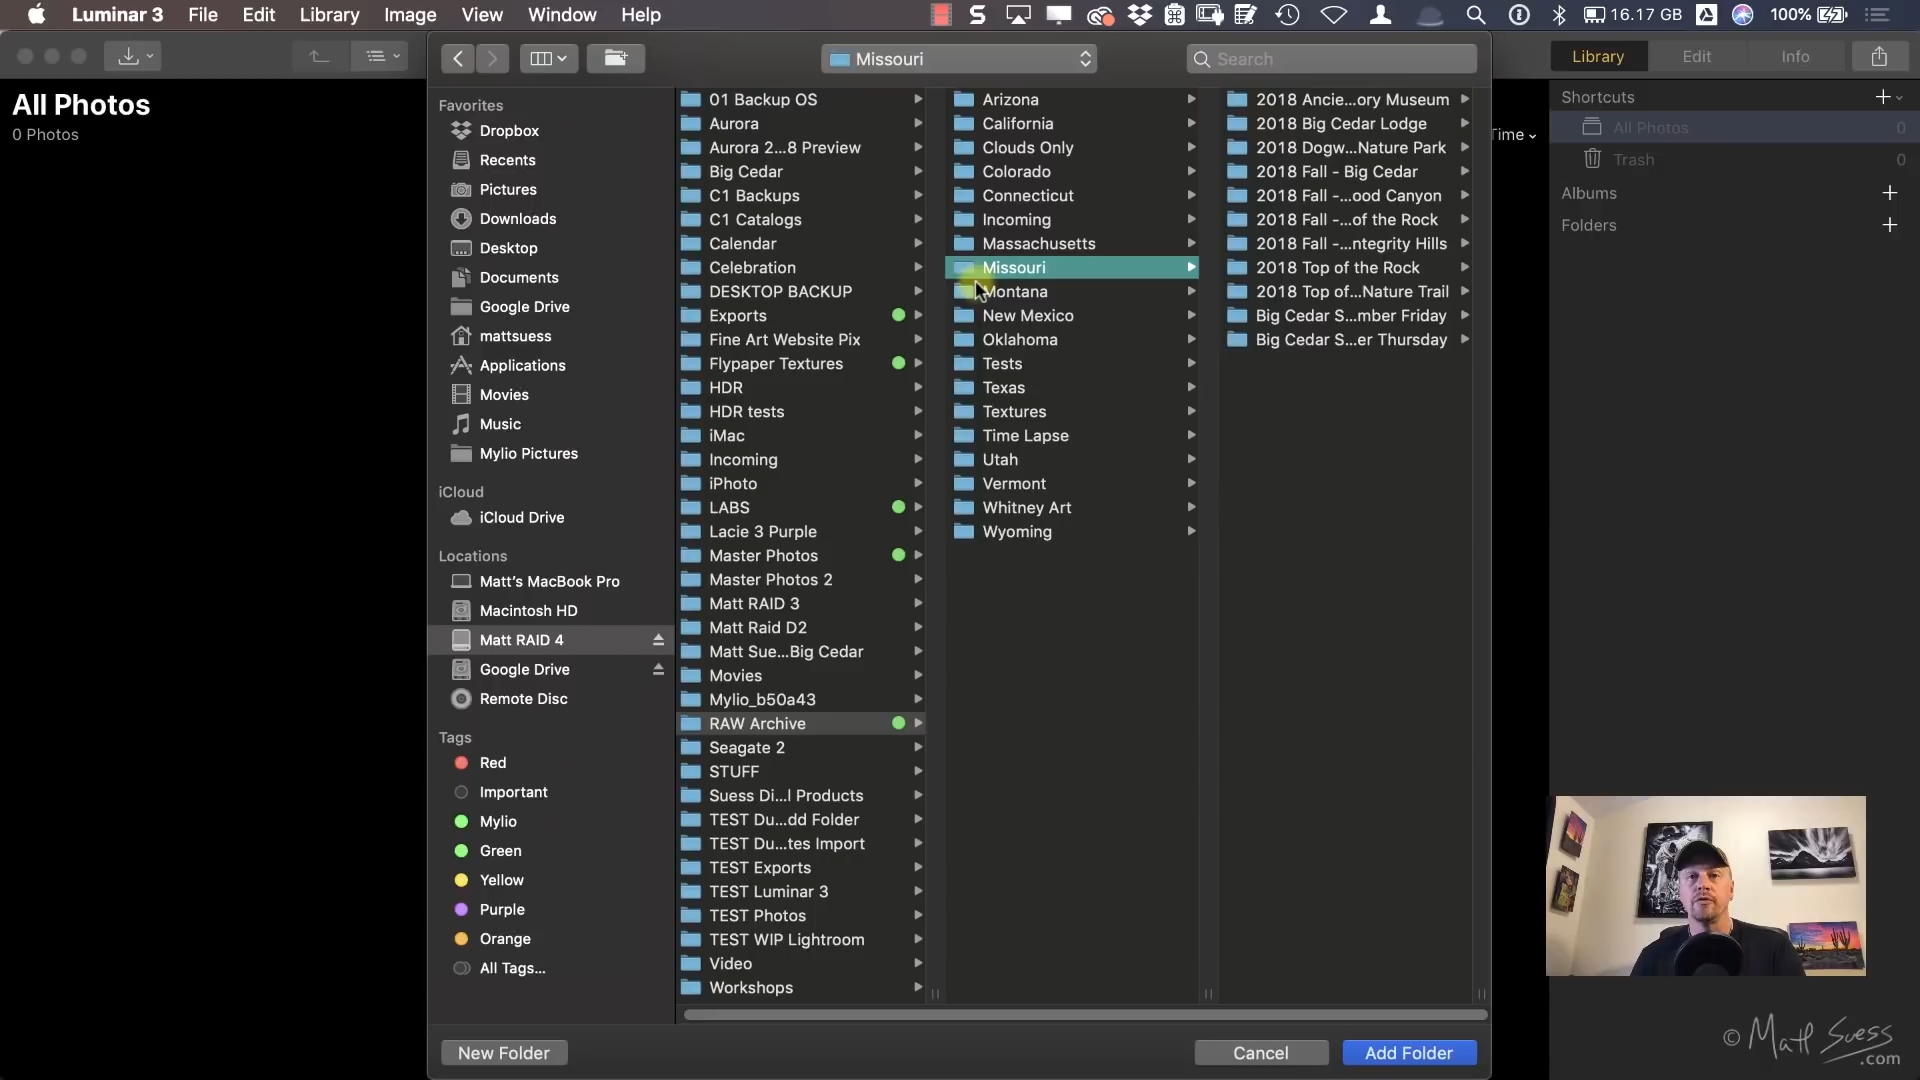 Luminar 3 File Edit Library Image View Window Help
16.17 GB 100%
Missouri
Search
Library Edit Info
All Photos
0 Photos
Time
Favorites
Dropbox
Recents
Pictures
Downloads
Desktop
Documents
Google Drive
mattsuess
Applications
Movies
Music
Mylio Pictures
iCloud
iCloud Drive
Locations
Matt's MacBook Pro
Macintosh HD
Matt RAID 4
Google Drive
Remote Disc
Tags
Red
Important
Mylio
Green
Yellow
Purple
Orange
All Tags...
01 Backup OS
Aurora
Aurora 2...8 Preview
Big Cedar
C1 Backups
C1 Catalogs
Calendar
Celebration
DESKTOP BACKUP
Exports
Fine Art Website Pix
Flypaper Textures
HDR
HDR tests
iMac
Incoming
iPhoto
LABS
Lacie 3 Purple
Master Photos
Master Photos 2
Matt RAID 3
Matt Raid D2
Matt Sue...Big Cedar
Movies
Mylio_b50a43
RAW Archive
Seagate 2
STUFF
Suess Di...l Products
TEST Du...dd Folder
TEST Du...tes Import
TEST Exports
TEST Luminar 3
TEST Photos
TEST WIP Lightroom
Video
Workshops
Arizona
California
Clouds Only
Colorado
Connecticut
Incoming
Massachusetts
Missouri
Montana
New Mexico
Oklahoma
Tests
Texas
Textures
Time Lapse
Utah
Vermont
Whitney Art
Wyoming
2018 Ancie...ory Museum
2018 Big Cedar Lodge
2018 Dogw...Nature Park
2018 Fall - Big Cedar
2018 Fall -...ood Canyon
2018 Fall -...of the Rock
2018 Fall -...ntegrity Hills
2018 Top of the Rock
2018 Top of...Nature Trail
Big Cedar S...mber Friday
Big Cedar S...er Thursday
Shortcuts
All Photos 0
Trash 0
Albums
Folders
New Folder Cancel Add Folder
© Matt Suess
.com